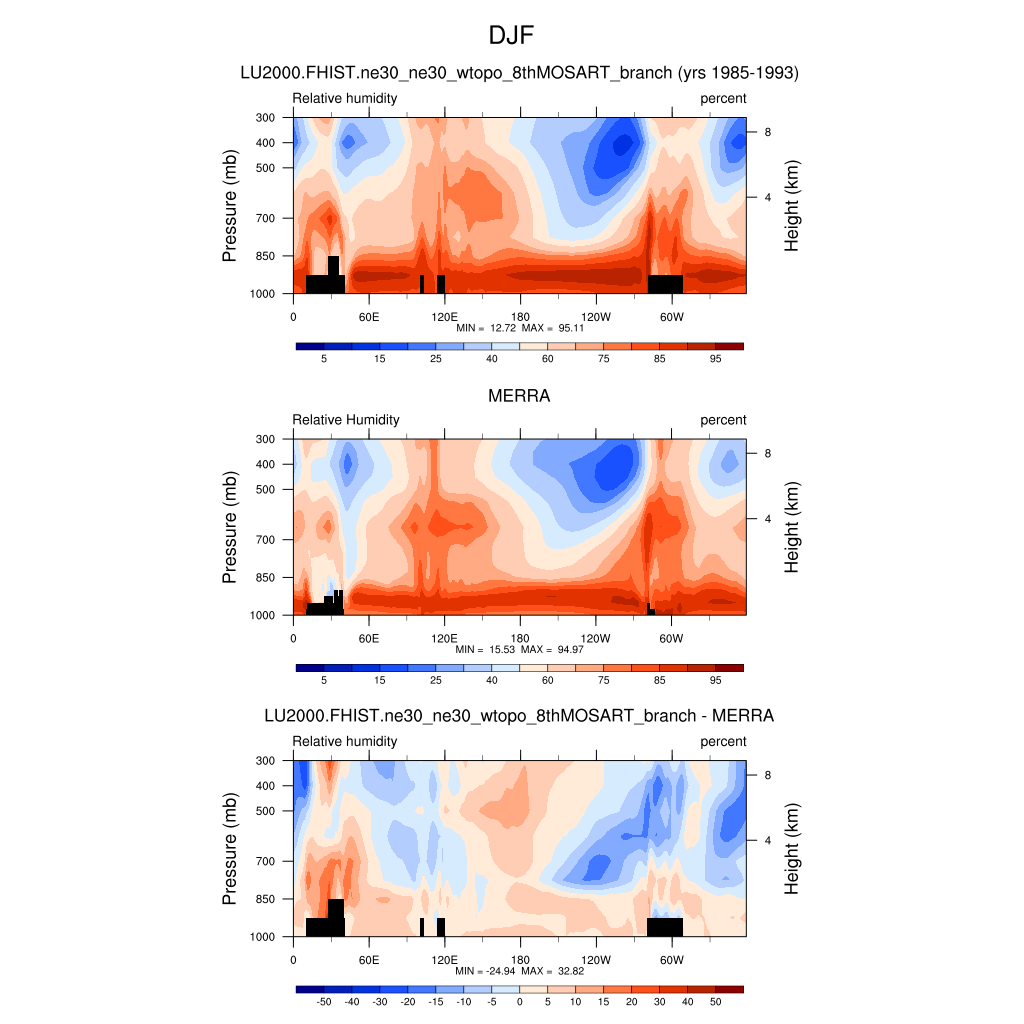 DJF
LU2000.FHIST.ne30_ne30_wtopo_8thMOSART_branch (yrs 1985-1993)
Relative humidity percent
300
400
500
700
850
1000
Pressure (mb)
8
4
Height (km)
0 60E 120E 180 120W 60W
MIN = 12.72 MAX = 95.11
5 15 25 40 60 75 85 95
MERRA
Relative Humidity percent
300
400
500
700
850
1000
Pressure (mb)
8
4
Height (km)
0 60E 120E 180 120W 60W
MIN = 15.53 MAX = 94.97
5 15 25 40 60 75 85 95
LU2000.FHIST.ne30_ne30_wtopo_8thMOSART_branch - MERRA
Relative humidity percent
300
400
500
700
850
1000
Pressure (mb)
8
4
Height (km)
0 60E 120E 180 120W 60W
MIN = -24.94 MAX = 32.82
-50 -40 -30 -20 -15 -10 -5 0 5 10 15 20 30 40 50